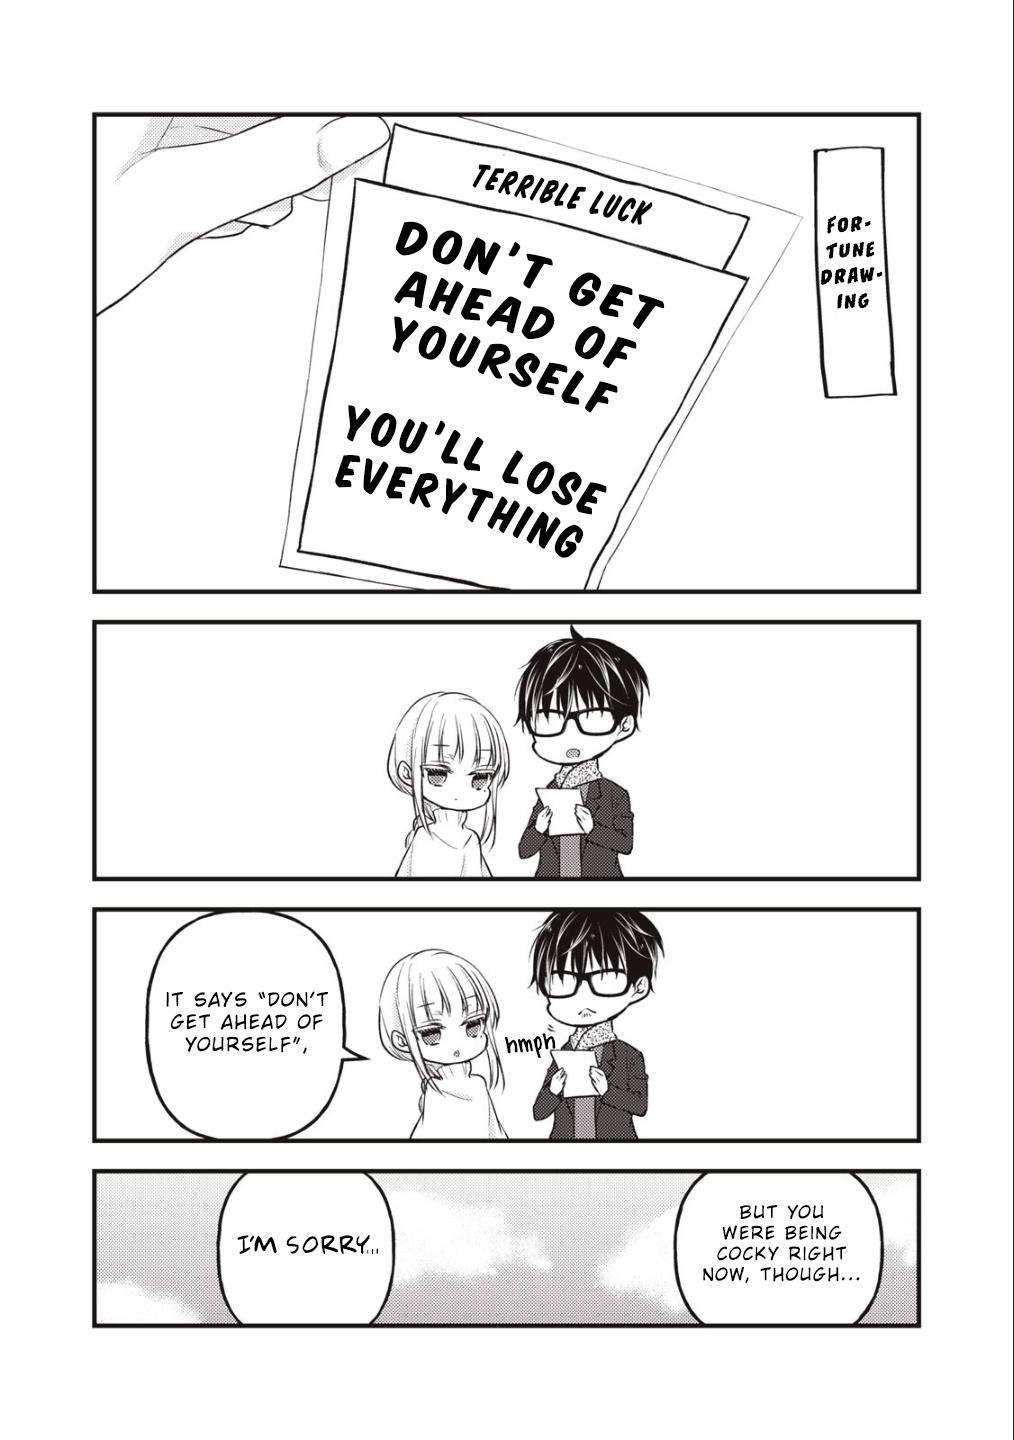 FOR-
TUNE
DRAW-
ING
TERRIBLE LUCK
DON'T GET
AHEAD OF
YOURSELF
YOU'LL LOSE
EVERYTHING
IT SAYS "DON'T
GET AHEAD OF
YOURSELF",
hmph
BUT YOU
WERE BEING
COCKY RIGHT
NOW, THOUGH...
I'M SORRY...